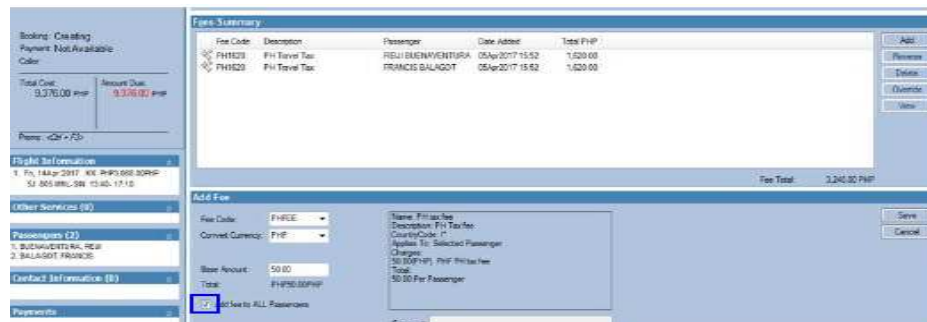 Booking: Creating
Payment: Not Available
Caller:
Total Cost:
9,376.00 PHP
Amount Due:
9,376.00 PHP
Promo: <Ctrl + F3>
Flight Information
Other Services (0)
Passengers (2)
1. BUENAVENTURA, REIJI
2. BALAGOT, FRANCIS
Contact Information (0)
Payments
Fees Summary
Fee Code Description Passenger Date Added Total PHP
PH1620 PH Travel Tax REIJI BUENAVENTURA 05Apr2017 15:52 1,620.00
PH1620 PH Travel Tax FRANCIS BALAGOT 05Apr2017 15:52 1,620.00
Fee Total: 3,240.00 PHP
Add
Reverse
Delete
Override
View
Add Fee
Fee Code: PHFEE
Convert Currency: PHP
Base Amount: 50.00
Total: PHP50.00PHP
Add fee to ALL Passengers
Name: PH tax fee
Description: PH Tax fee
CountryCode: I*
Applies To: Selected Passenger
Charges:
50.00(PHP), PHF PH tax fee
Total:
50.00 Per Passenger
Save
Cancel